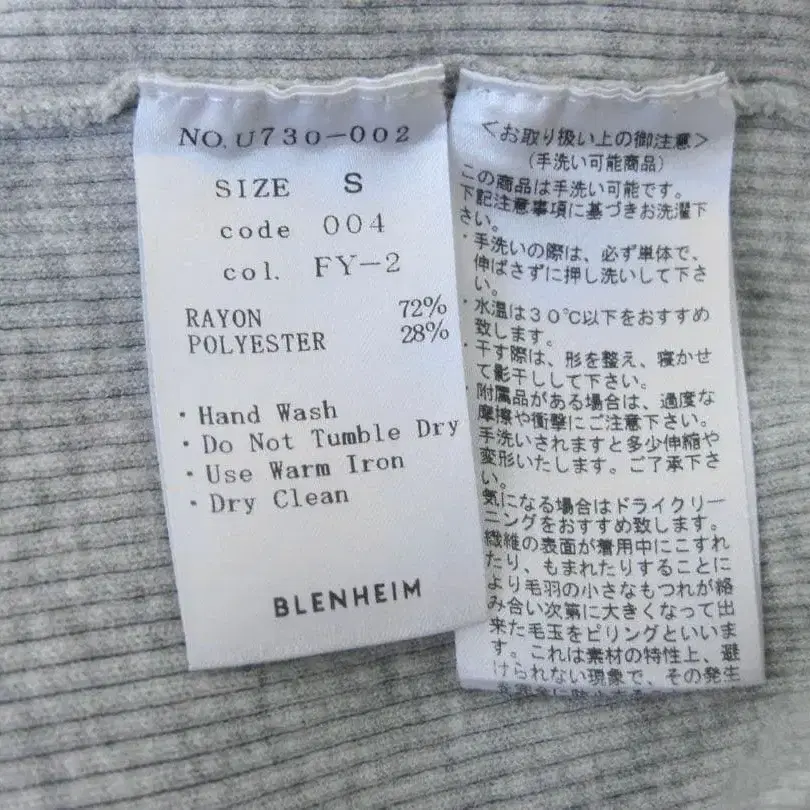 NO. U730-002
SIZE S
code 004
col. FY-2
RAYON 72%
POLYESTER 28%
・Hand Wash
・Do Not Tumble Dry
・Use Warm Iron
・Dry Clean
BLENHEIM
<お取り扱い上の御注意>
(手洗い可能商品)
この商品は手洗い可能です。
下記注意事項に基づきお洗濯下
さい。
・手洗いの際は、必ず単体で、
伸ばさずに押し洗いして下さ
い。
・水温は30℃以下をおすすめ
致します。
・干す際は、形を整え、寝かせ
て影干しして下さい。
・附属品がある場合は、過度な
摩擦や衝撃にご注意下さい。
手洗いされますと多少伸縮や
変形いたします。ご了承下さ
い。
気になる場合はドライクリー
ニングをおすすめ致します。
繊維の表面が着用中にこすれ
たり、もまれたりすることに
より毛羽の小さなもつれが絡
み合い次第に大きくなって出
来た毛玉をピリングといいま
す。これは素材の特性上、避
けられない現象で、その発生